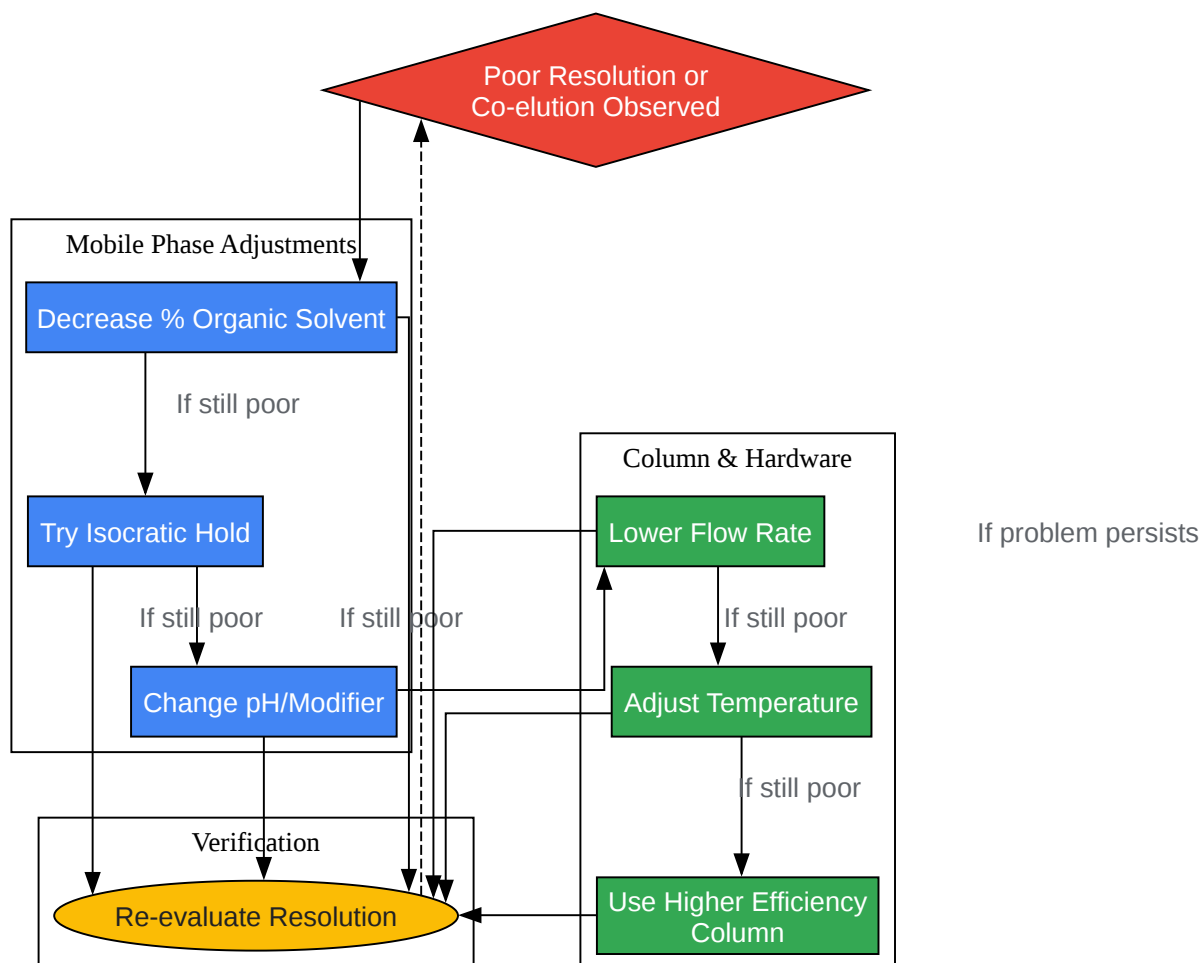 Poor Resolution or
Co-elution Observed
Mobile Phase Adjustments
Decrease % Organic Solvent
If still poor
Column & Hardware
Try Isocratic Hold
Lower Flow Rate
If problem persists
If still poor
If still poor
If still poor
Change pH/Modifier
Adjust Temperature
If still poor
Verification
Re-evaluate Resolution
Use Higher Efficiency
Column